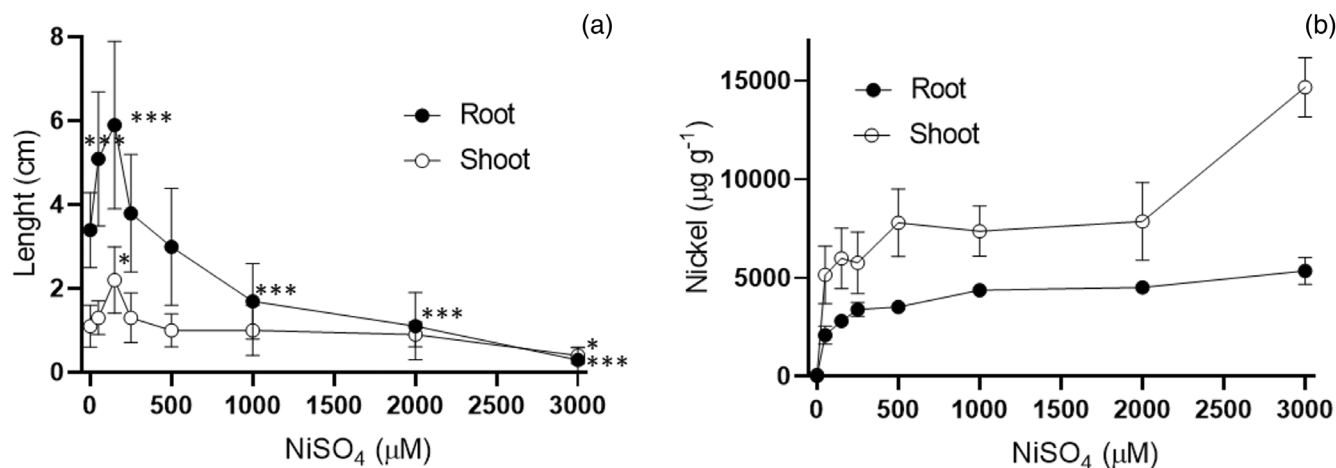 (a)
8
6
4
2
0
Lenght (cm)
Root
Shoot
***
***
*
***
***
*
***
0 500 1000 1500 2000 2500 3000
NiSO₄ (μM)
(b)
15000
10000
5000
0
Nickel (μg g⁻¹)
Root
Shoot
0 500 1000 1500 2000 2500 3000
NiSO₄ (μM)